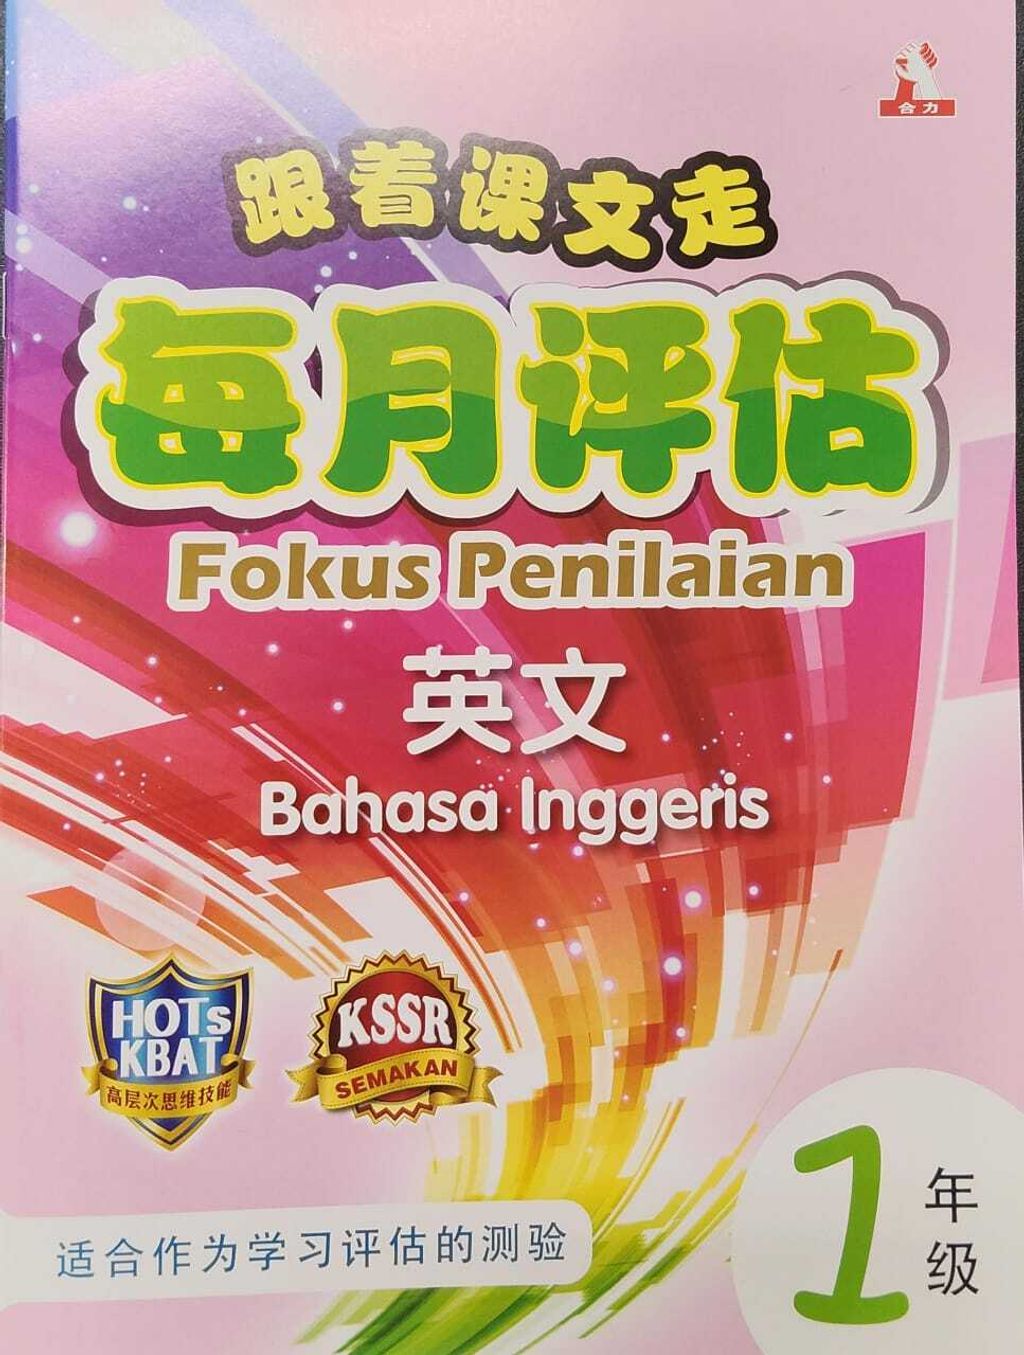 合力
跟着课文走
每月评估
Fokus Penilaian
英文
Bahasa Inggeris
HOTs
KBAT
高层次思维技能
KSSR
SEMAKAN
1年级
适合作为学习评估的测验